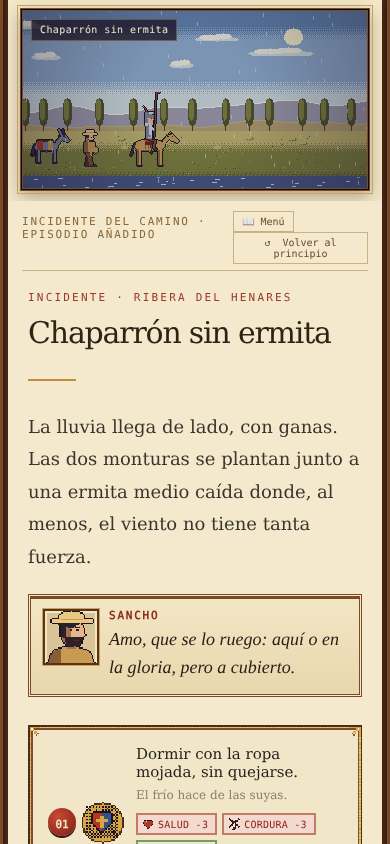 Chaparrón sin ermita
INCIDENTE DEL CAMINO ·
EPISODIO AÑADIDO
📖 Menú
↺ Volver al
principio
INCIDENTE · RIBERA DEL HENARES
Chaparrón sin ermita
La lluvia llega de lado, con ganas.
Las dos monturas se plantan junto a
una ermita medio caída donde, al
menos, el viento no tiene tanta
fuerza.
SANCHO
Amo, que se lo ruego: aquí o en
la gloria, pero a cubierto.
Dormir con la ropa
mojada, sin quejarse.
El frío hace de las suyas.
01
SALUD -3
CORDURA -3